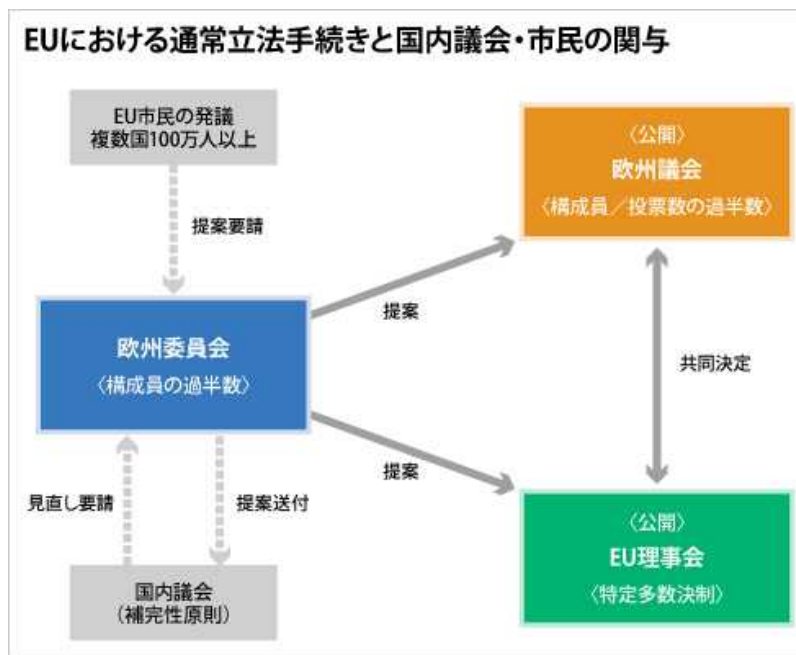 EUにおける通常立法手続きと国内議会・市民の関与
EU市民の発議
複数国100万人以上
提案要請
欧州委員会
〈構成員の過半数〉
見直し要請
提案送付
国内議会
（補完性原則）
提案
提案
〈公開〉
欧州議会
〈構成員／投票数の過半数〉
共同決定
〈公開〉
EU理事会
〈特定多数決制〉